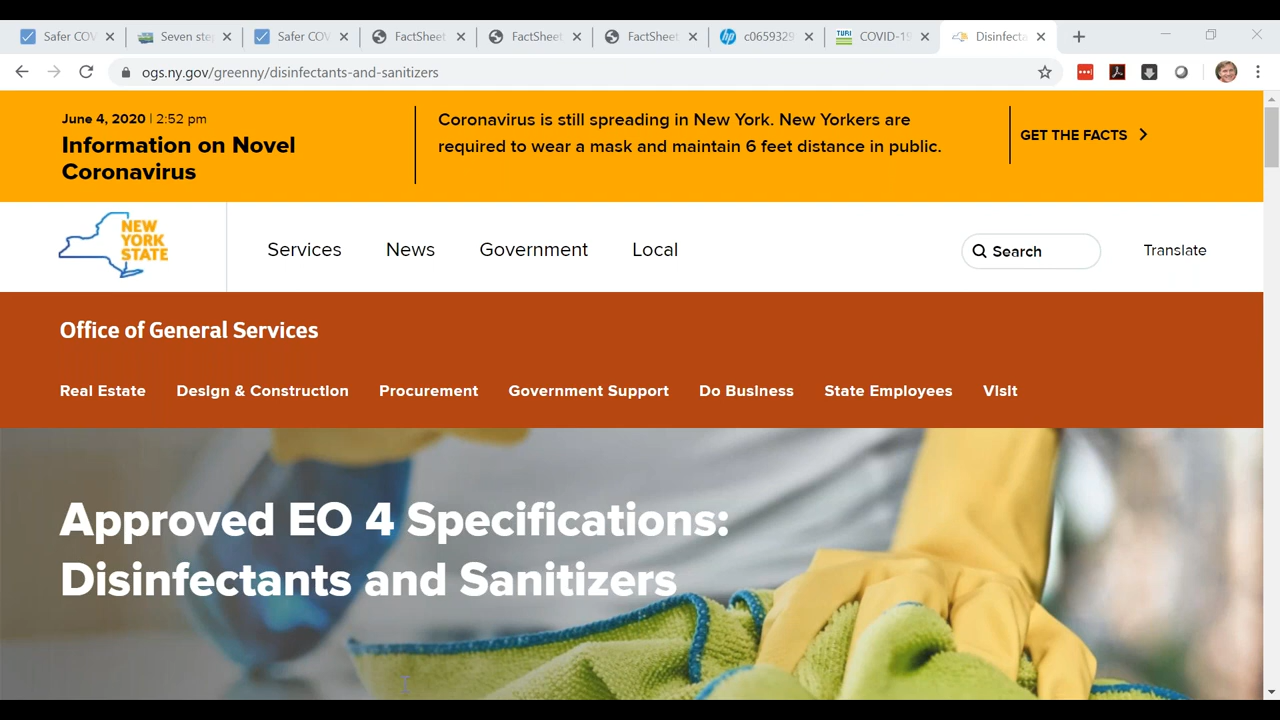 Safer COV
Seven ste
Safer COV
FactSheet
FactSheet
FactSheet
c0659329
COVID-19
Disinfecta
ogs.ny.gov/greenny/disinfectants-and-sanitizers
June 4, 2020 | 2:52 pm
Information on Novel
Coronavirus
Coronavirus is still spreading in New York. New Yorkers are
required to wear a mask and maintain 6 feet distance in public.
GET THE FACTS
NEW
YORK
STATE
Services
News
Government
Local
Search
Translate
Office of General Services
Real Estate
Design & Construction
Procurement
Government Support
Do Business
State Employees
Visit
Approved EO 4 Specifications:
Disinfectants and Sanitizers